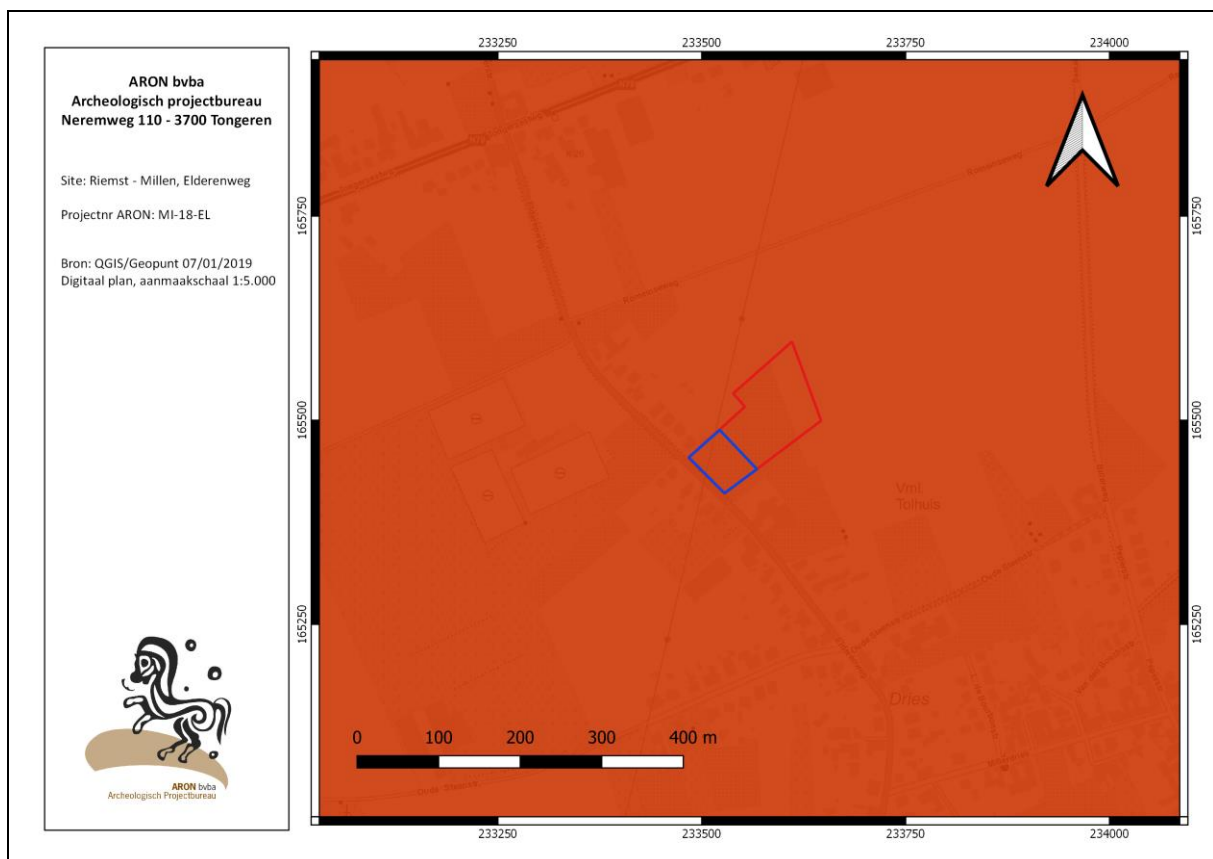 ARON bvba
Archeologisch projectbureau
Neremweg 110 - 3700 Tongeren
Site: Riemst - Millen, Elderenweg
Projectnr ARON: MI-18-EL
Bron: QGIS/Geopunt 07/01/2019
Digitaal plan, aanmaakschaal 1:5.000
ARON bvba
Archeologisch Projectbureau
233250
233500
233750
234000
165750
165500
165250
165750
165500
165250
Vml.
Tolhuis
Dries
0
100
200
300
400 m
233250
233500
233750
234000